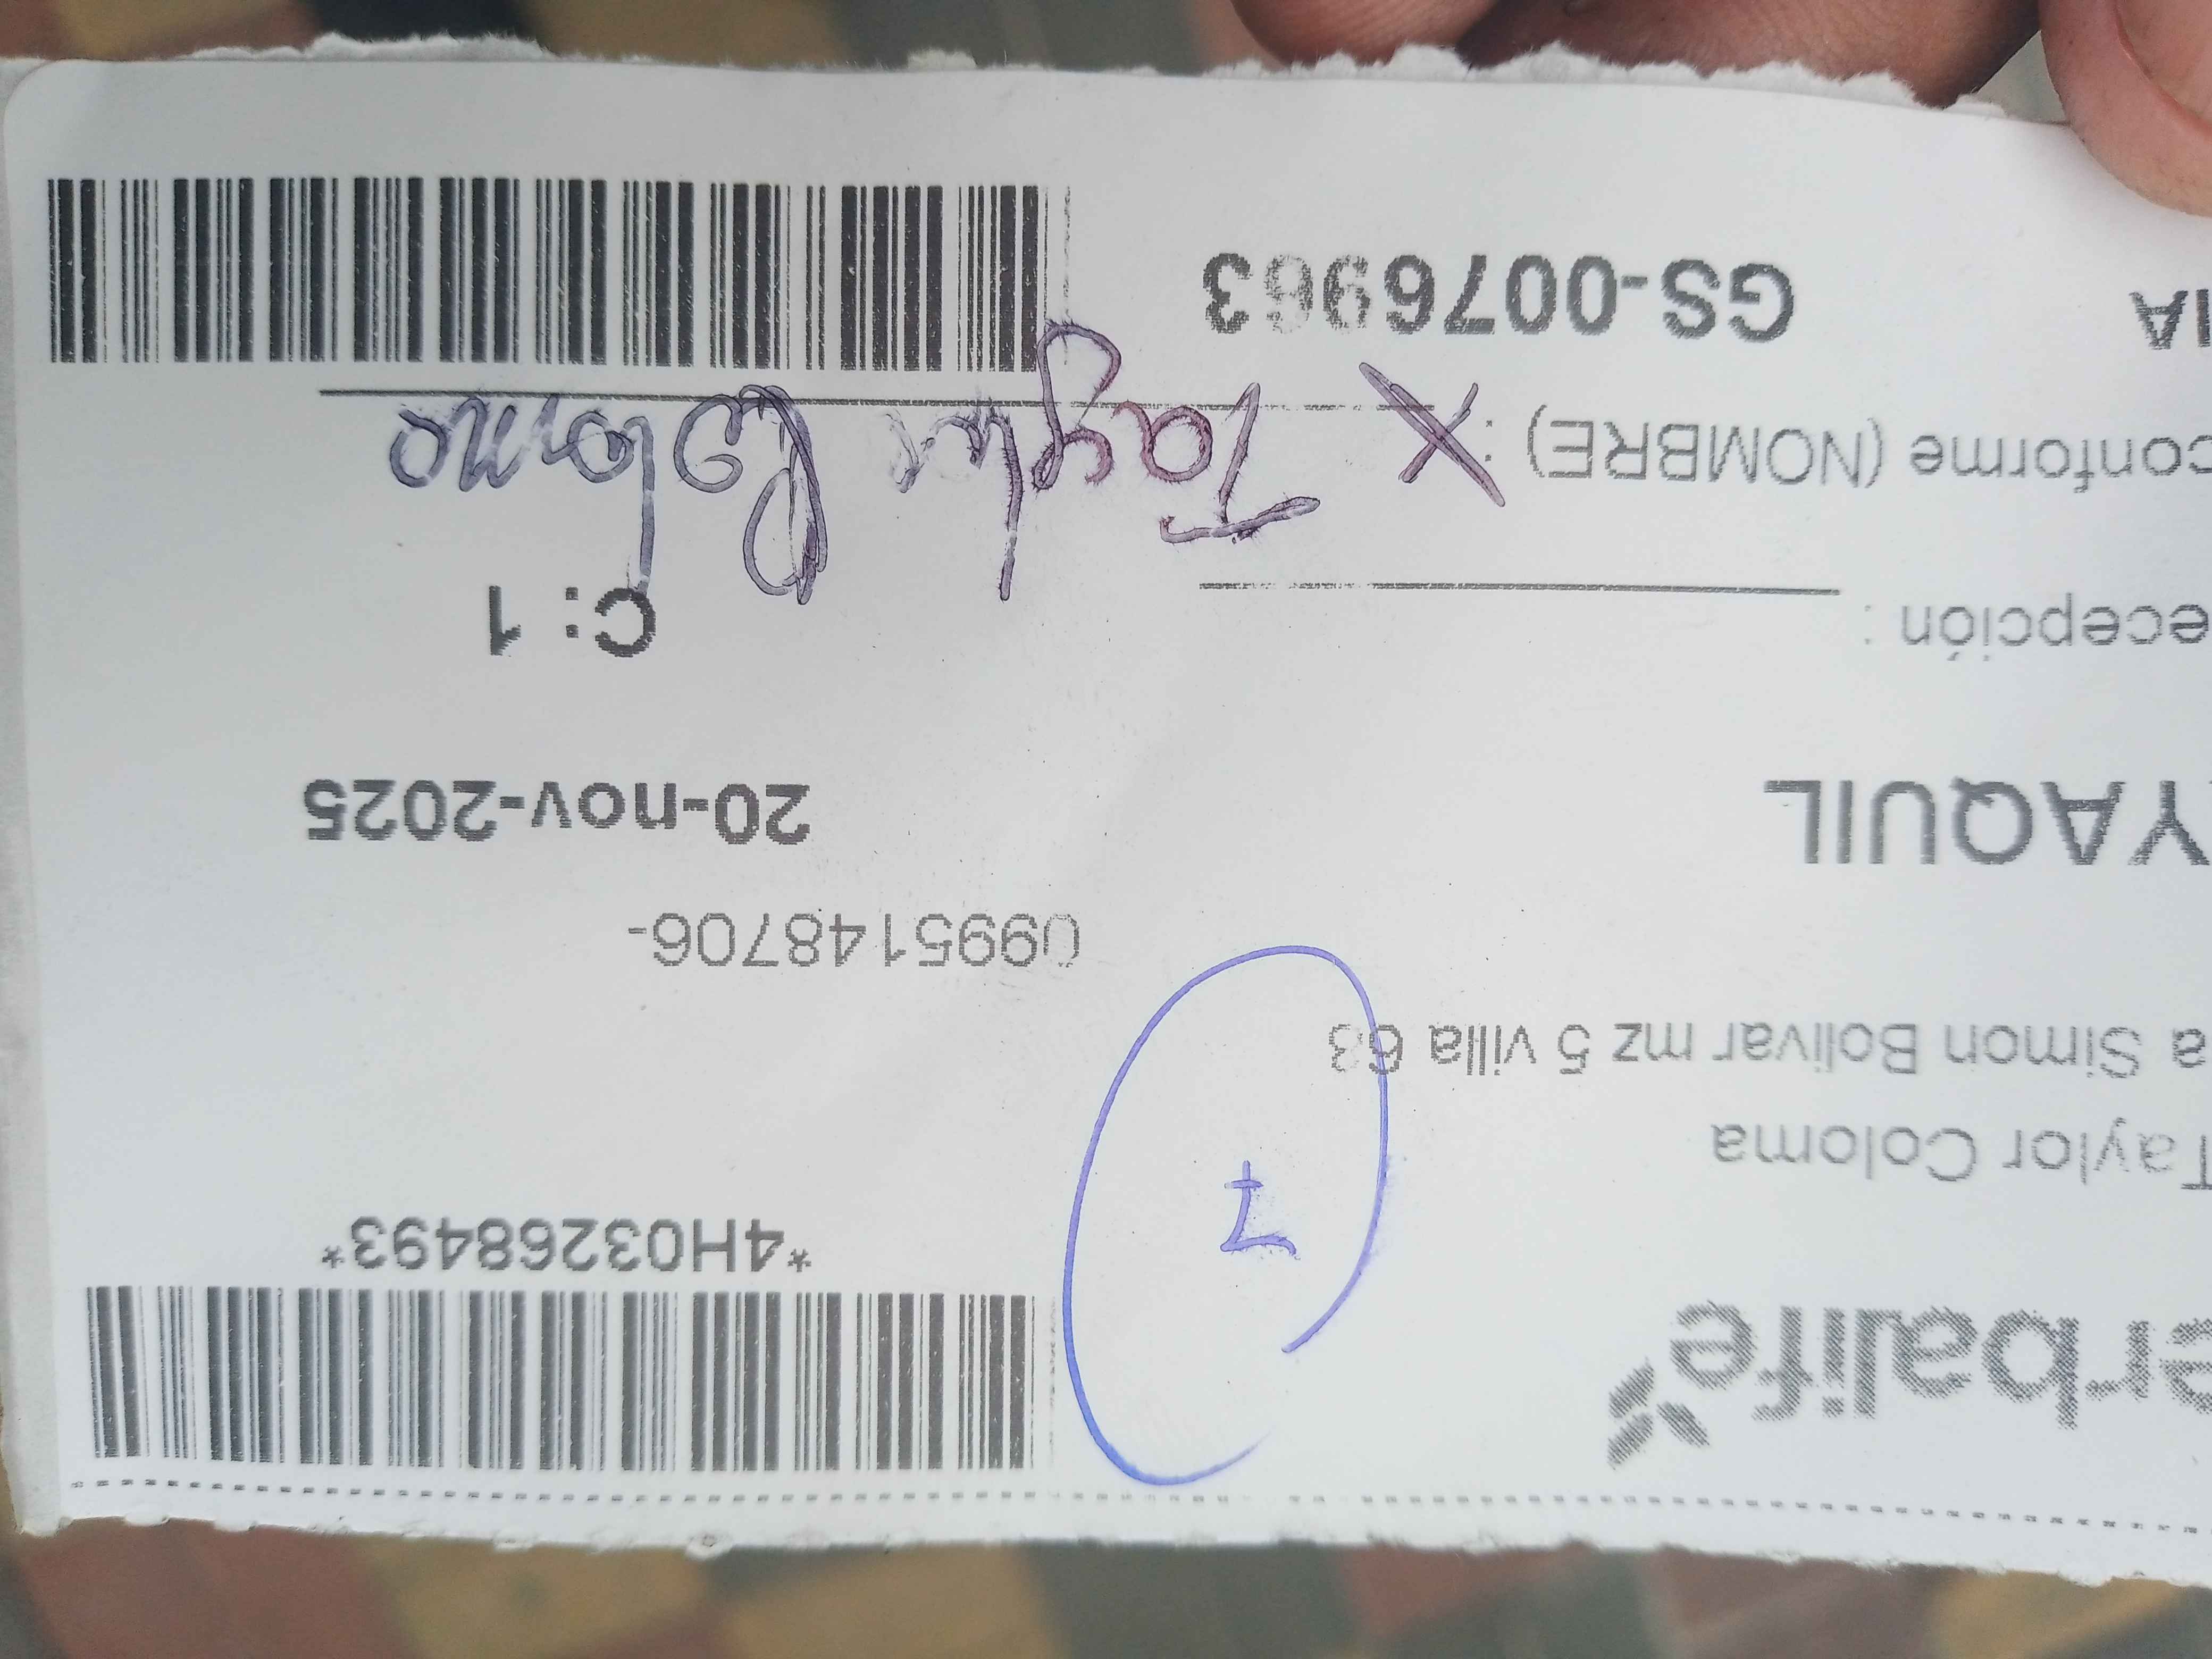 erbalife
*4H03268493*
7
Taylor Coloma
a Simon Bolivar mz 5 villa 63
0995148706-
YAQUIL
20-nov-2025
ecepción :
C: 1
conforme (NOMBRE) : X Taylor Coloma
IA
GS-0076963